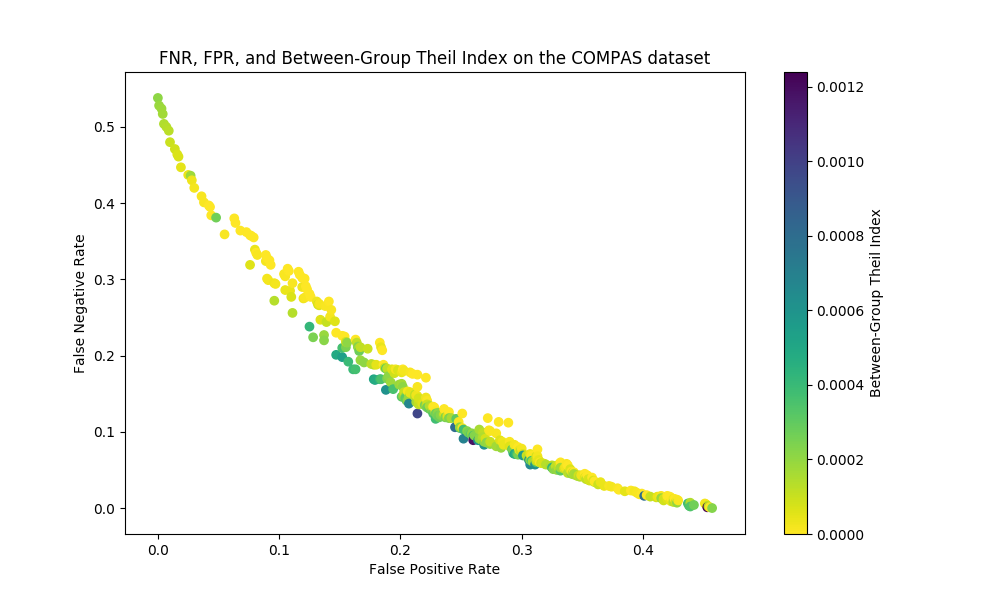 FNR, FPR, and Between-Group Theil Index on the COMPAS dataset
0.5
0.4
0.3
0.2
0.1
0.0
False Negative Rate
0.0 0.1 0.2 0.3 0.4
False Positive Rate
0.0012
0.0010
0.0008
0.0006
0.0004
0.0002
0.0000
Between-Group Theil Index